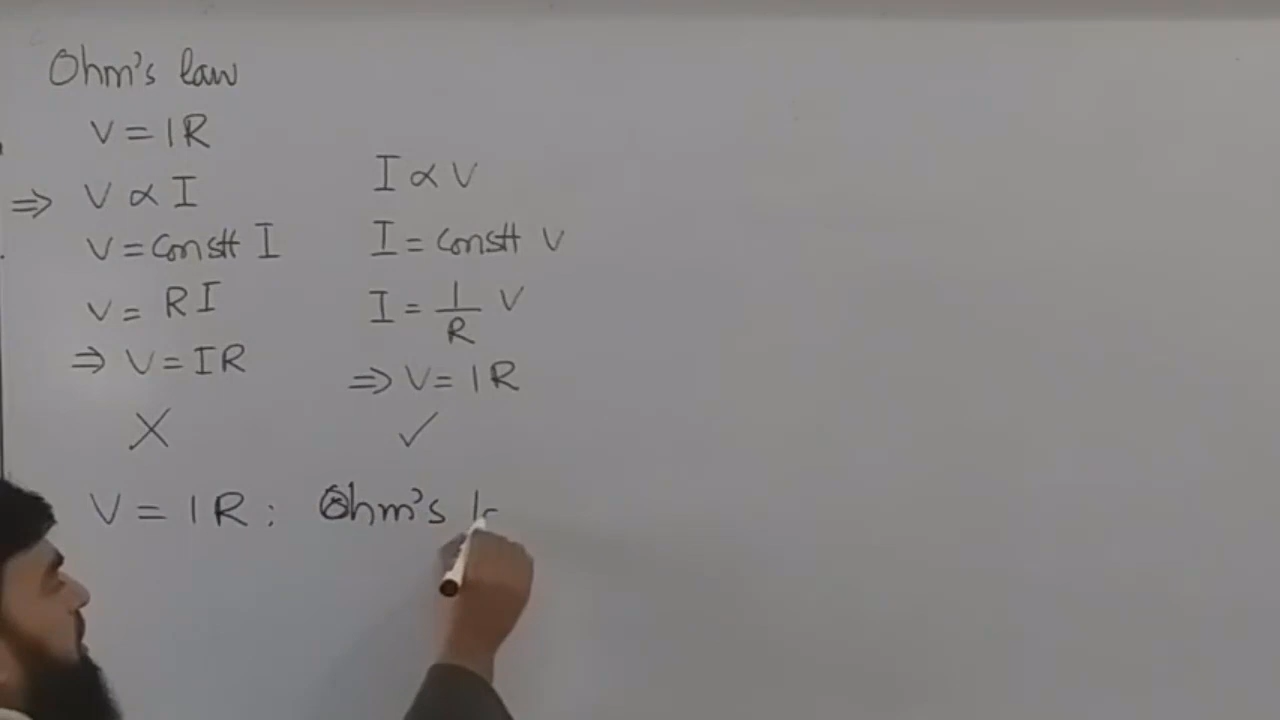 Ohm's law
V = IR
⇒ V ∝ I
V = Constt I
V = RI
⇒ V = IR
X
I ∝ V
I = Constt V
I = 1/R V
⇒ V = IR
✓
V = IR : Ohm's